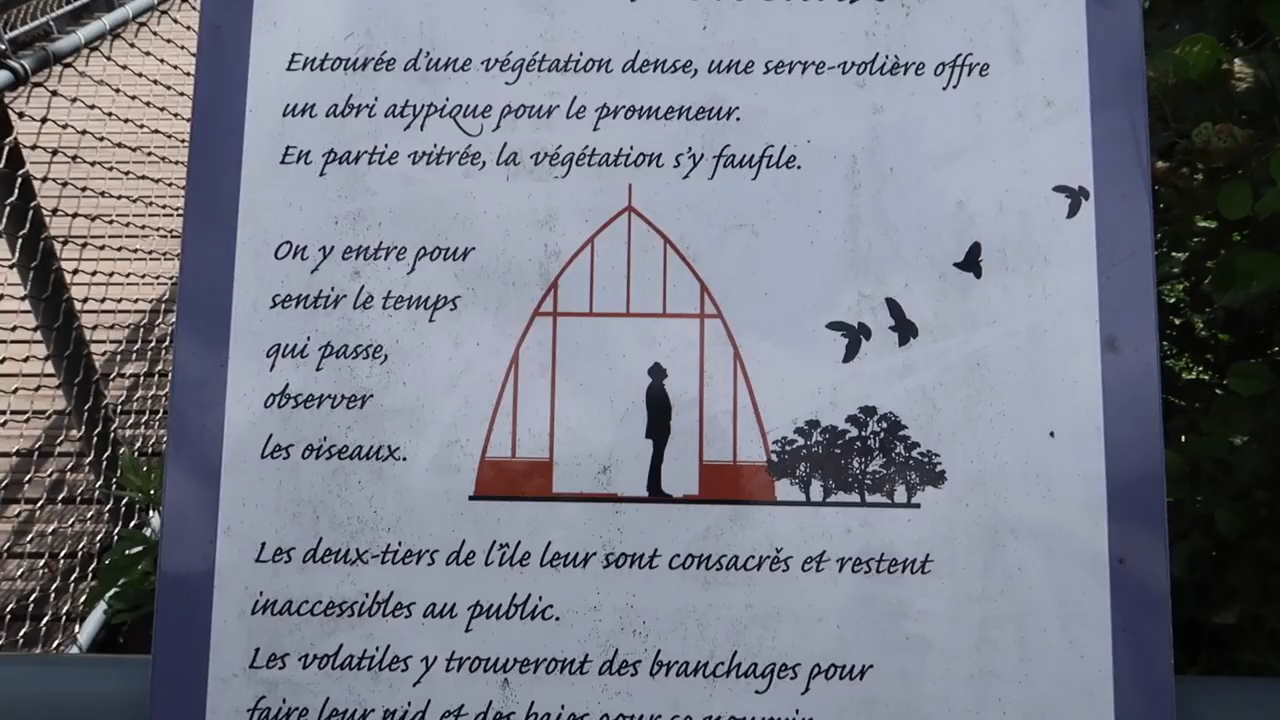 Entourée d'une végétation dense, une serre-volière offre
un abri atypique pour le promeneur.
En partie vitrée, la végétation s'y faufile.
On y entre pour
sentir le temps
qui passe,
observer
les oiseaux.
Les deux-tiers de l'île leur sont consacrés et restent
inaccessibles au public.
Les volatiles y trouveront des branchages pour
faire leur nid et des baies pour se nourrir.